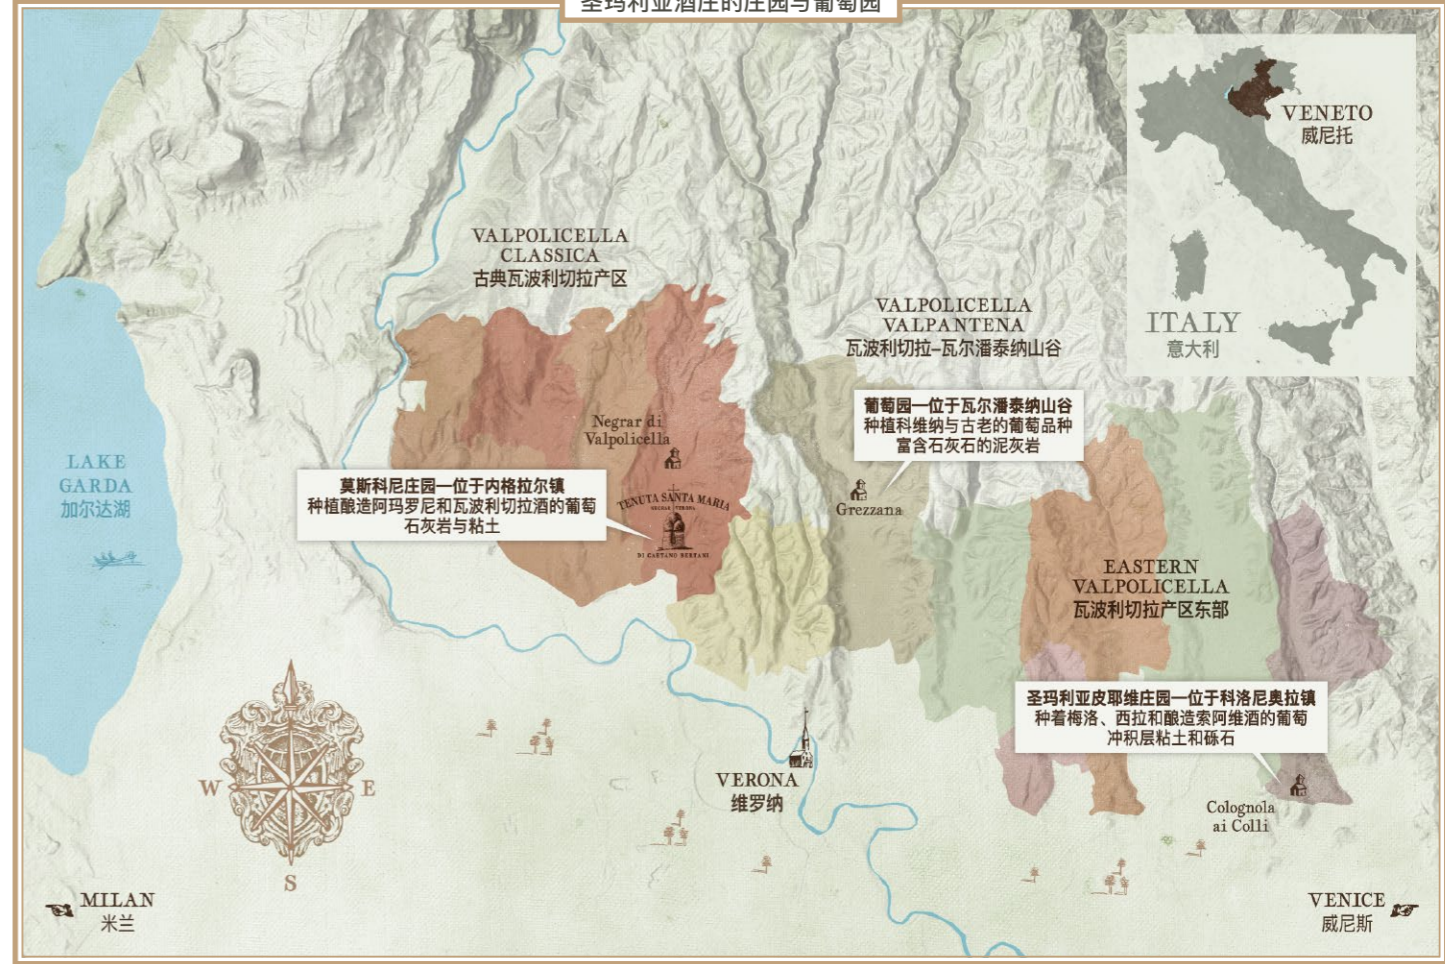 圣玛利亚酒庄的庄园与葡萄园
VENETO
威尼托
ITALY
意大利
VALPOLICELLA
CLASSICA
古典瓦波利切拉产区
VALPOLICELLA
VALPANTENA
瓦波利切拉–瓦尔潘泰纳山谷
葡萄园—位于瓦尔潘泰纳山谷
种植科维纳与古老的葡萄品种
富含石灰石的泥灰岩
Negrar di
Valpolicella
LAKE
GARDA
加尔达湖
莫斯科尼庄园—位于内格拉尔镇
种植酿造阿玛罗尼和瓦波利切拉酒的葡萄
石灰岩与粘土
TENUTA SANTA MARIA
NEGRAR VERONA
DI GAETANO BERTANI
Grezzana
EASTERN
VALPOLICELLA
瓦波利切拉产区东部
圣玛利亚皮耶维庄园—位于科洛尼奥拉镇
种着梅洛、西拉和酿造索阿维酒的葡萄
冲积层粘土和砾石
Colognola
ai Colli
VERONA
维罗纳
W
E
S
MILAN
米兰
VENICE
威尼斯